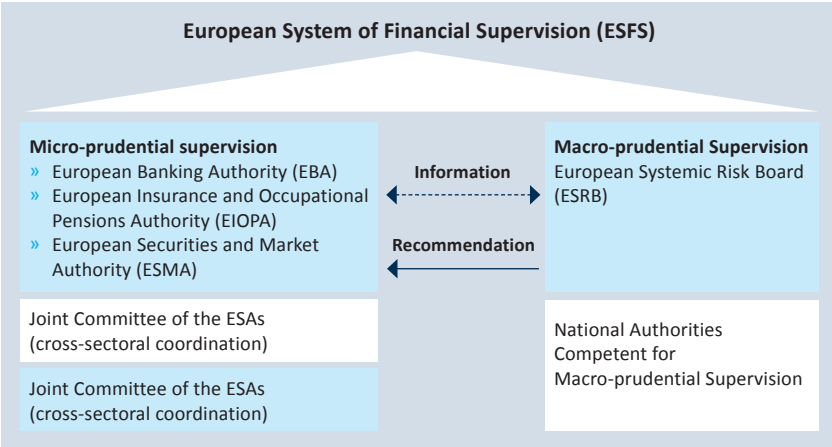 European System of Financial Supervision (ESFS)
Micro-prudential supervision
» European Banking Authority (EBA)
» European Insurance and Occupational
Pensions Authority (EIOPA)
» European Securities and Market
Authority (ESMA)
Information
Recommendation
Macro-prudential Supervision
European Systemic Risk Board
(ESRB)
Joint Committee of the ESAs
(cross-sectoral coordination)
Joint Committee of the ESAs
(cross-sectoral coordination)
National Authorities
Competent for
Macro-prudential Supervision